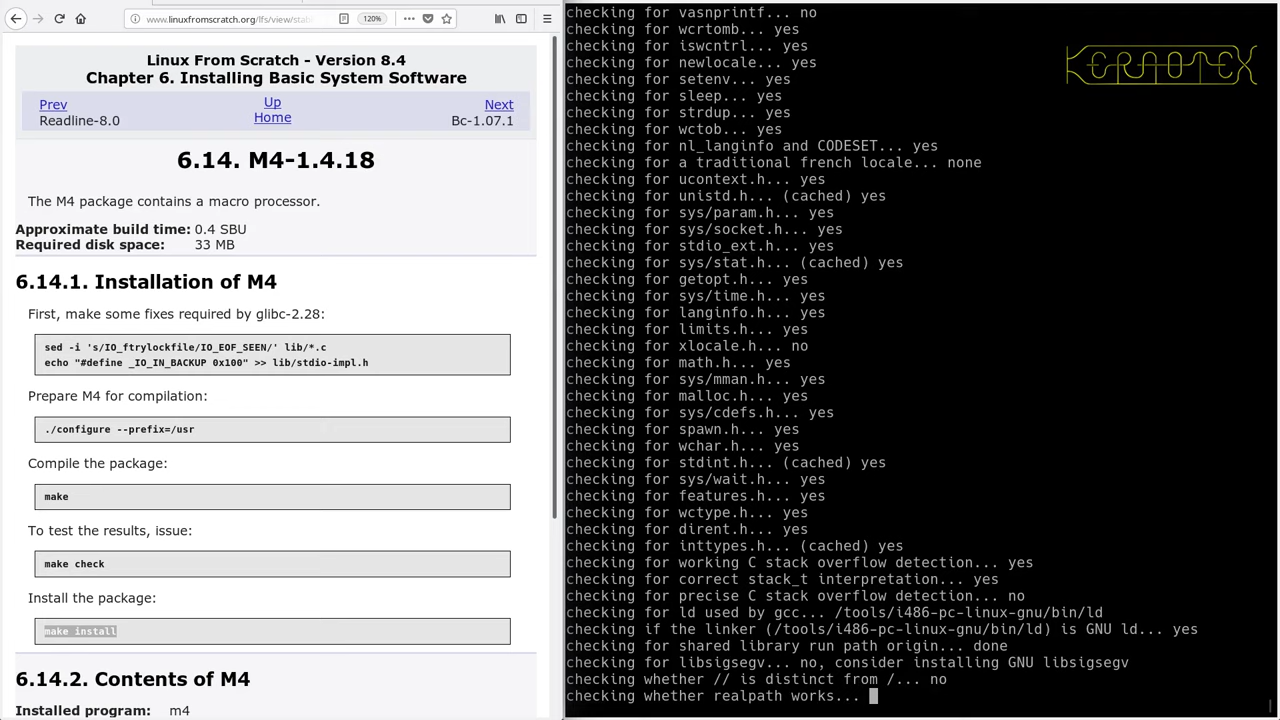 www.linuxfromscratch.org/lfs/view/stab
120%
Linux From Scratch - Version 8.4
Chapter 6. Installing Basic System Software
Prev
Up
Next
Readline-8.0
Home
Bc-1.07.1
6.14. M4-1.4.18
The M4 package contains a macro processor.
Approximate build time: 0.4 SBU
Required disk space: 33 MB
6.14.1. Installation of M4
First, make some fixes required by glibc-2.28:
sed -i 's/IO_ftrylockfile/IO_EOF_SEEN/' lib/*.c
echo "#define _IO_IN_BACKUP 0x100" >> lib/stdio-impl.h
Prepare M4 for compilation:
./configure --prefix=/usr
Compile the package:
make
To test the results, issue:
make check
Install the package:
make install
6.14.2. Contents of M4
Installed program: m4
checking for vasnprintf... no
checking for wcrtomb... yes
checking for iswcntrl... yes
checking for newlocale... yes
checking for setenv... yes
checking for sleep... yes
checking for strdup... yes
checking for wctob... yes
checking for nl_langinfo and CODESET... yes
checking for a traditional french locale... none
checking for ucontext.h... yes
checking for unistd.h... (cached) yes
checking for sys/param.h... yes
checking for sys/socket.h... yes
checking for stdio_ext.h... yes
checking for sys/stat.h... (cached) yes
checking for getopt.h... yes
checking for sys/time.h... yes
checking for langinfo.h... yes
checking for limits.h... yes
checking for xlocale.h... no
checking for math.h... yes
checking for sys/mman.h... yes
checking for malloc.h... yes
checking for sys/cdefs.h... yes
checking for spawn.h... yes
checking for wchar.h... yes
checking for stdint.h... (cached) yes
checking for sys/wait.h... yes
checking for features.h... yes
checking for wctype.h... yes
checking for dirent.h... yes
checking for inttypes.h... (cached) yes
checking for working C stack overflow detection... yes
checking for correct stack_t interpretation... yes
checking for precise C stack overflow detection... no
checking for ld used by gcc... /tools/i486-pc-linux-gnu/bin/ld
checking if the linker (/tools/i486-pc-linux-gnu/bin/ld) is GNU ld... yes
checking for shared library run path origin... done
checking for libsigsegv... no, consider installing GNU libsigsegv
checking whether // is distinct from /... no
checking whether realpath works...
KERNOTEX